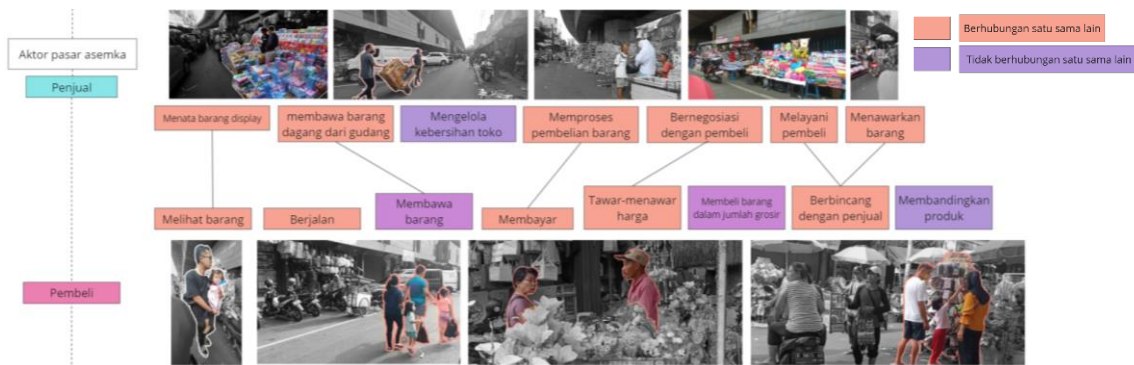 Berhubungan satu sama lain
Tidak berhubungan satu sama lain
Aktor pasar asemka
Penjual
Menata barang display
membawa barang
dagang dari gudang
Mengelola
kebersihan toko
Memproses
pembelian barang
Bernegosiasi
dengan pembeli
Melayani
pembeli
Menawarkan
barang
Melihat barang
Berjalan
Membawa
barang
Membayar
Tawar-menawar
harga
Membeli barang
dalam jumlah grosir
Berbincang
dengan penjual
Membandingkan
produk
Pembeli